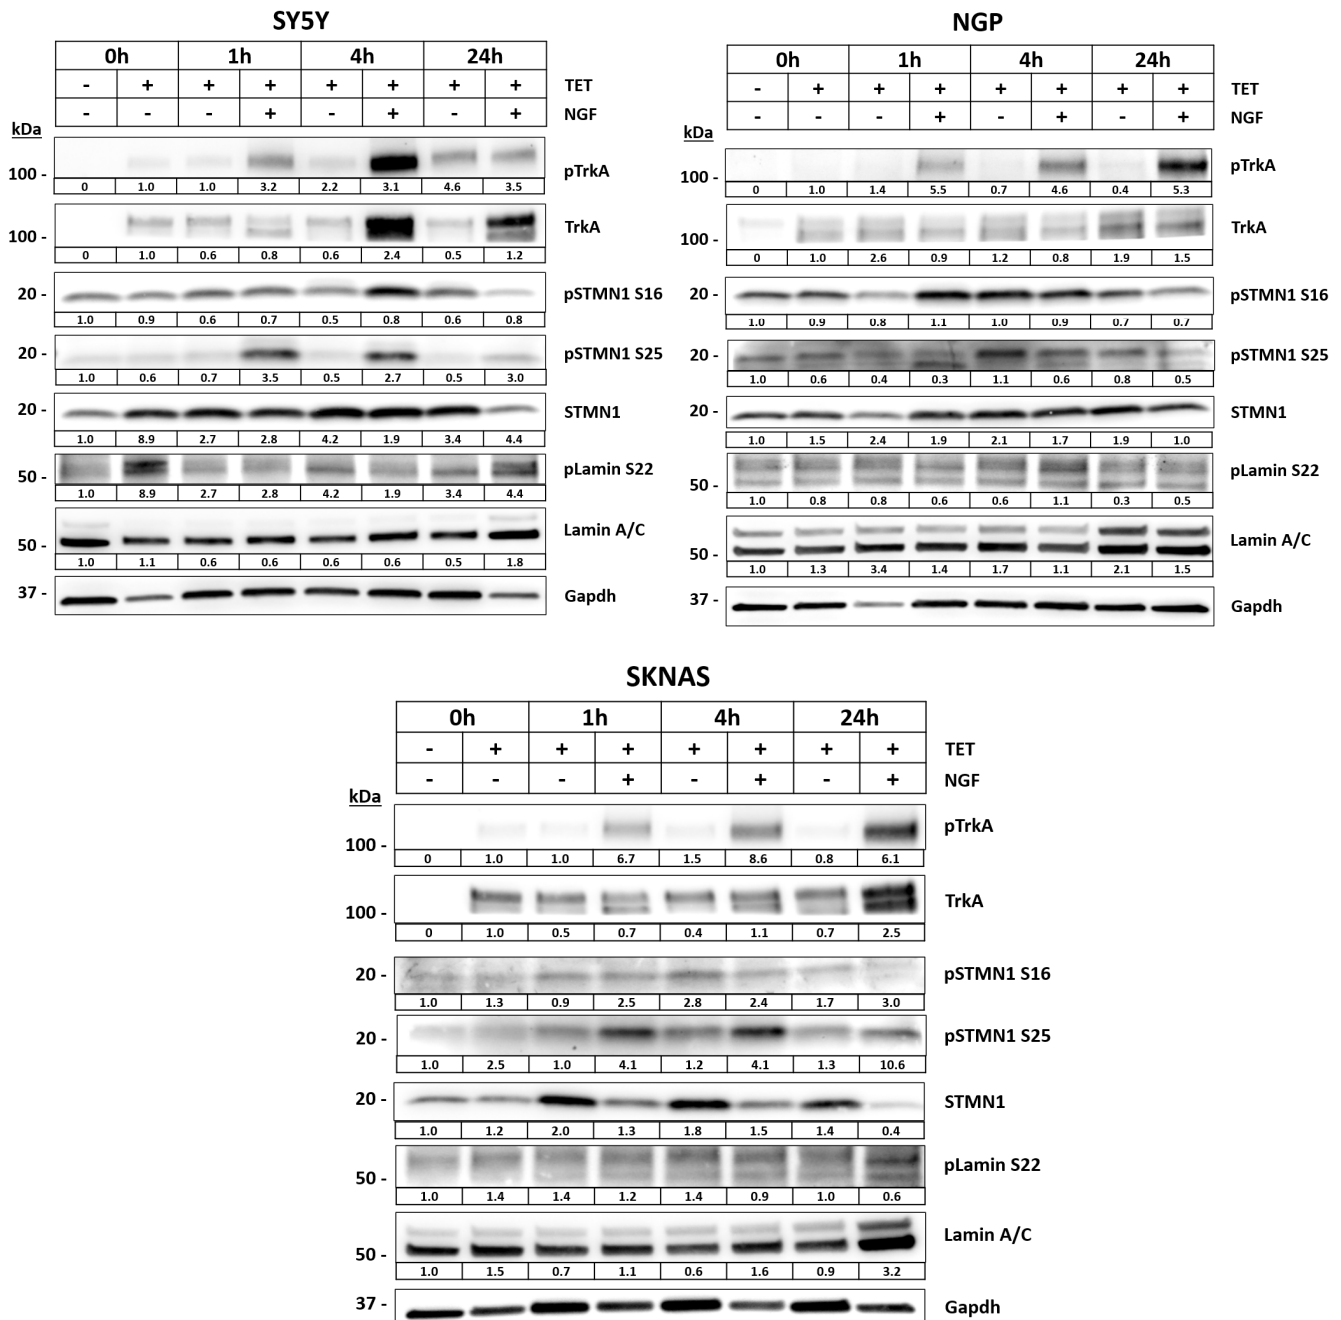 SY5Y
0h 1h 4h 24h
- + + + + + + + TET
- - - + - + - + NGF
kDa
100 - pTrkA
0 1.0 1.0 3.2 2.2 3.1 4.6 3.5
100 - TrkA
0 1.0 0.6 0.8 0.6 2.4 0.5 1.2
20 - pSTMN1 S16
1.0 0.9 0.6 0.7 0.5 0.8 0.6 0.8
20 - pSTMN1 S25
1.0 0.6 0.7 3.5 0.5 2.7 0.5 3.0
20 - STMN1
1.0 8.9 2.7 2.8 4.2 1.9 3.4 4.4
50 - pLamin S22
1.0 8.9 2.7 2.8 4.2 1.9 3.4 4.4
50 - Lamin A/C
1.0 1.1 0.6 0.6 0.6 0.6 0.5 1.8
37 - Gapdh
NGP
0h 1h 4h 24h
- + + + + + + + TET
- - - + - + - + NGF
kDa
100 - pTrkA
0 1.0 1.4 5.5 0.7 4.6 0.4 5.3
100 - TrkA
0 1.0 2.6 0.9 1.2 0.8 1.9 1.5
20 - pSTMN1 S16
1.0 0.9 0.8 1.1 1.0 0.9 0.7 0.7
20 - pSTMN1 S25
1.0 0.6 0.4 0.3 1.1 0.6 0.8 0.5
20 - STMN1
1.0 1.5 2.4 1.9 2.1 1.7 1.9 1.0
50 - pLamin S22
1.0 0.8 0.8 0.6 0.6 1.1 0.3 0.5
50 - Lamin A/C
1.0 1.3 3.4 1.4 1.7 1.1 2.1 1.5
37 - Gapdh
SKNAS
0h 1h 4h 24h
- + + + + + + + TET
- - - + - + - + NGF
kDa
100 - pTrkA
0 1.0 1.0 6.7 1.5 8.6 0.8 6.1
100 - TrkA
0 1.0 0.5 0.7 0.4 1.1 0.7 2.5
20 - pSTMN1 S16
1.0 1.3 0.9 2.5 2.8 2.4 1.7 3.0
20 - pSTMN1 S25
1.0 2.5 1.0 4.1 1.2 4.1 1.3 10.6
20 - STMN1
1.0 1.2 2.0 1.3 1.8 1.5 1.4 0.4
50 - pLamin S22
1.0 1.4 1.4 1.2 1.4 0.9 1.0 0.6
50 - Lamin A/C
1.0 1.5 0.7 1.1 0.6 1.6 0.9 3.2
37 - Gapdh